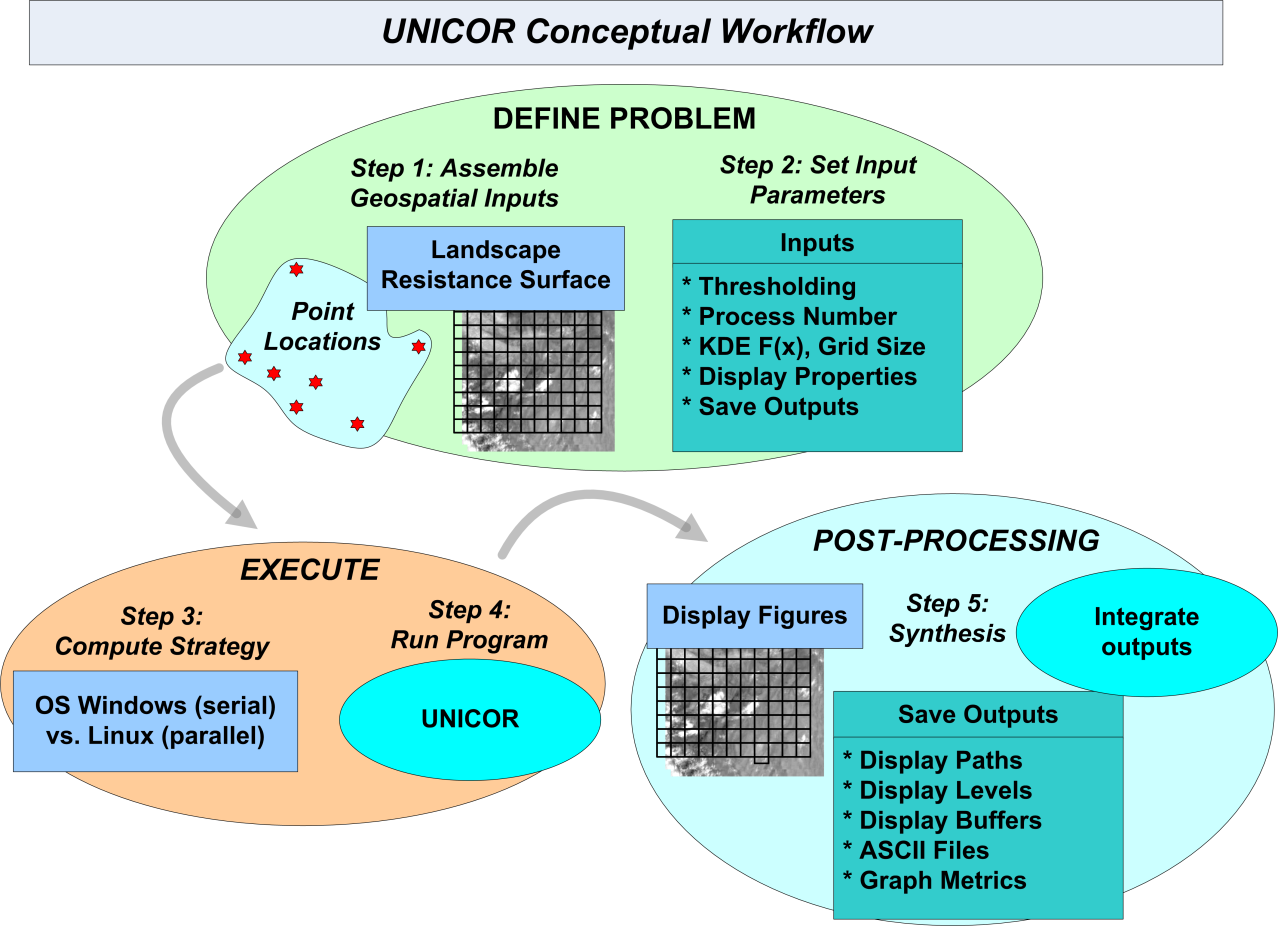 UNICOR Conceptual Workflow
DEFINE PROBLEM
Step 1: Assemble
Geospatial Inputs
Landscape
Resistance Surface
Point
Locations
Step 2: Set Input
Parameters
Inputs
* Thresholding
* Process Number
* KDE F(x), Grid Size
* Display Properties
* Save Outputs
EXECUTE
Step 3:
Compute Strategy
OS Windows (serial)
vs. Linux (parallel)
Step 4:
Run Program
UNICOR
POST-PROCESSING
Display Figures
Step 5:
Synthesis
Integrate
outputs
Save Outputs
* Display Paths
* Display Levels
* Display Buffers
* ASCII Files
* Graph Metrics